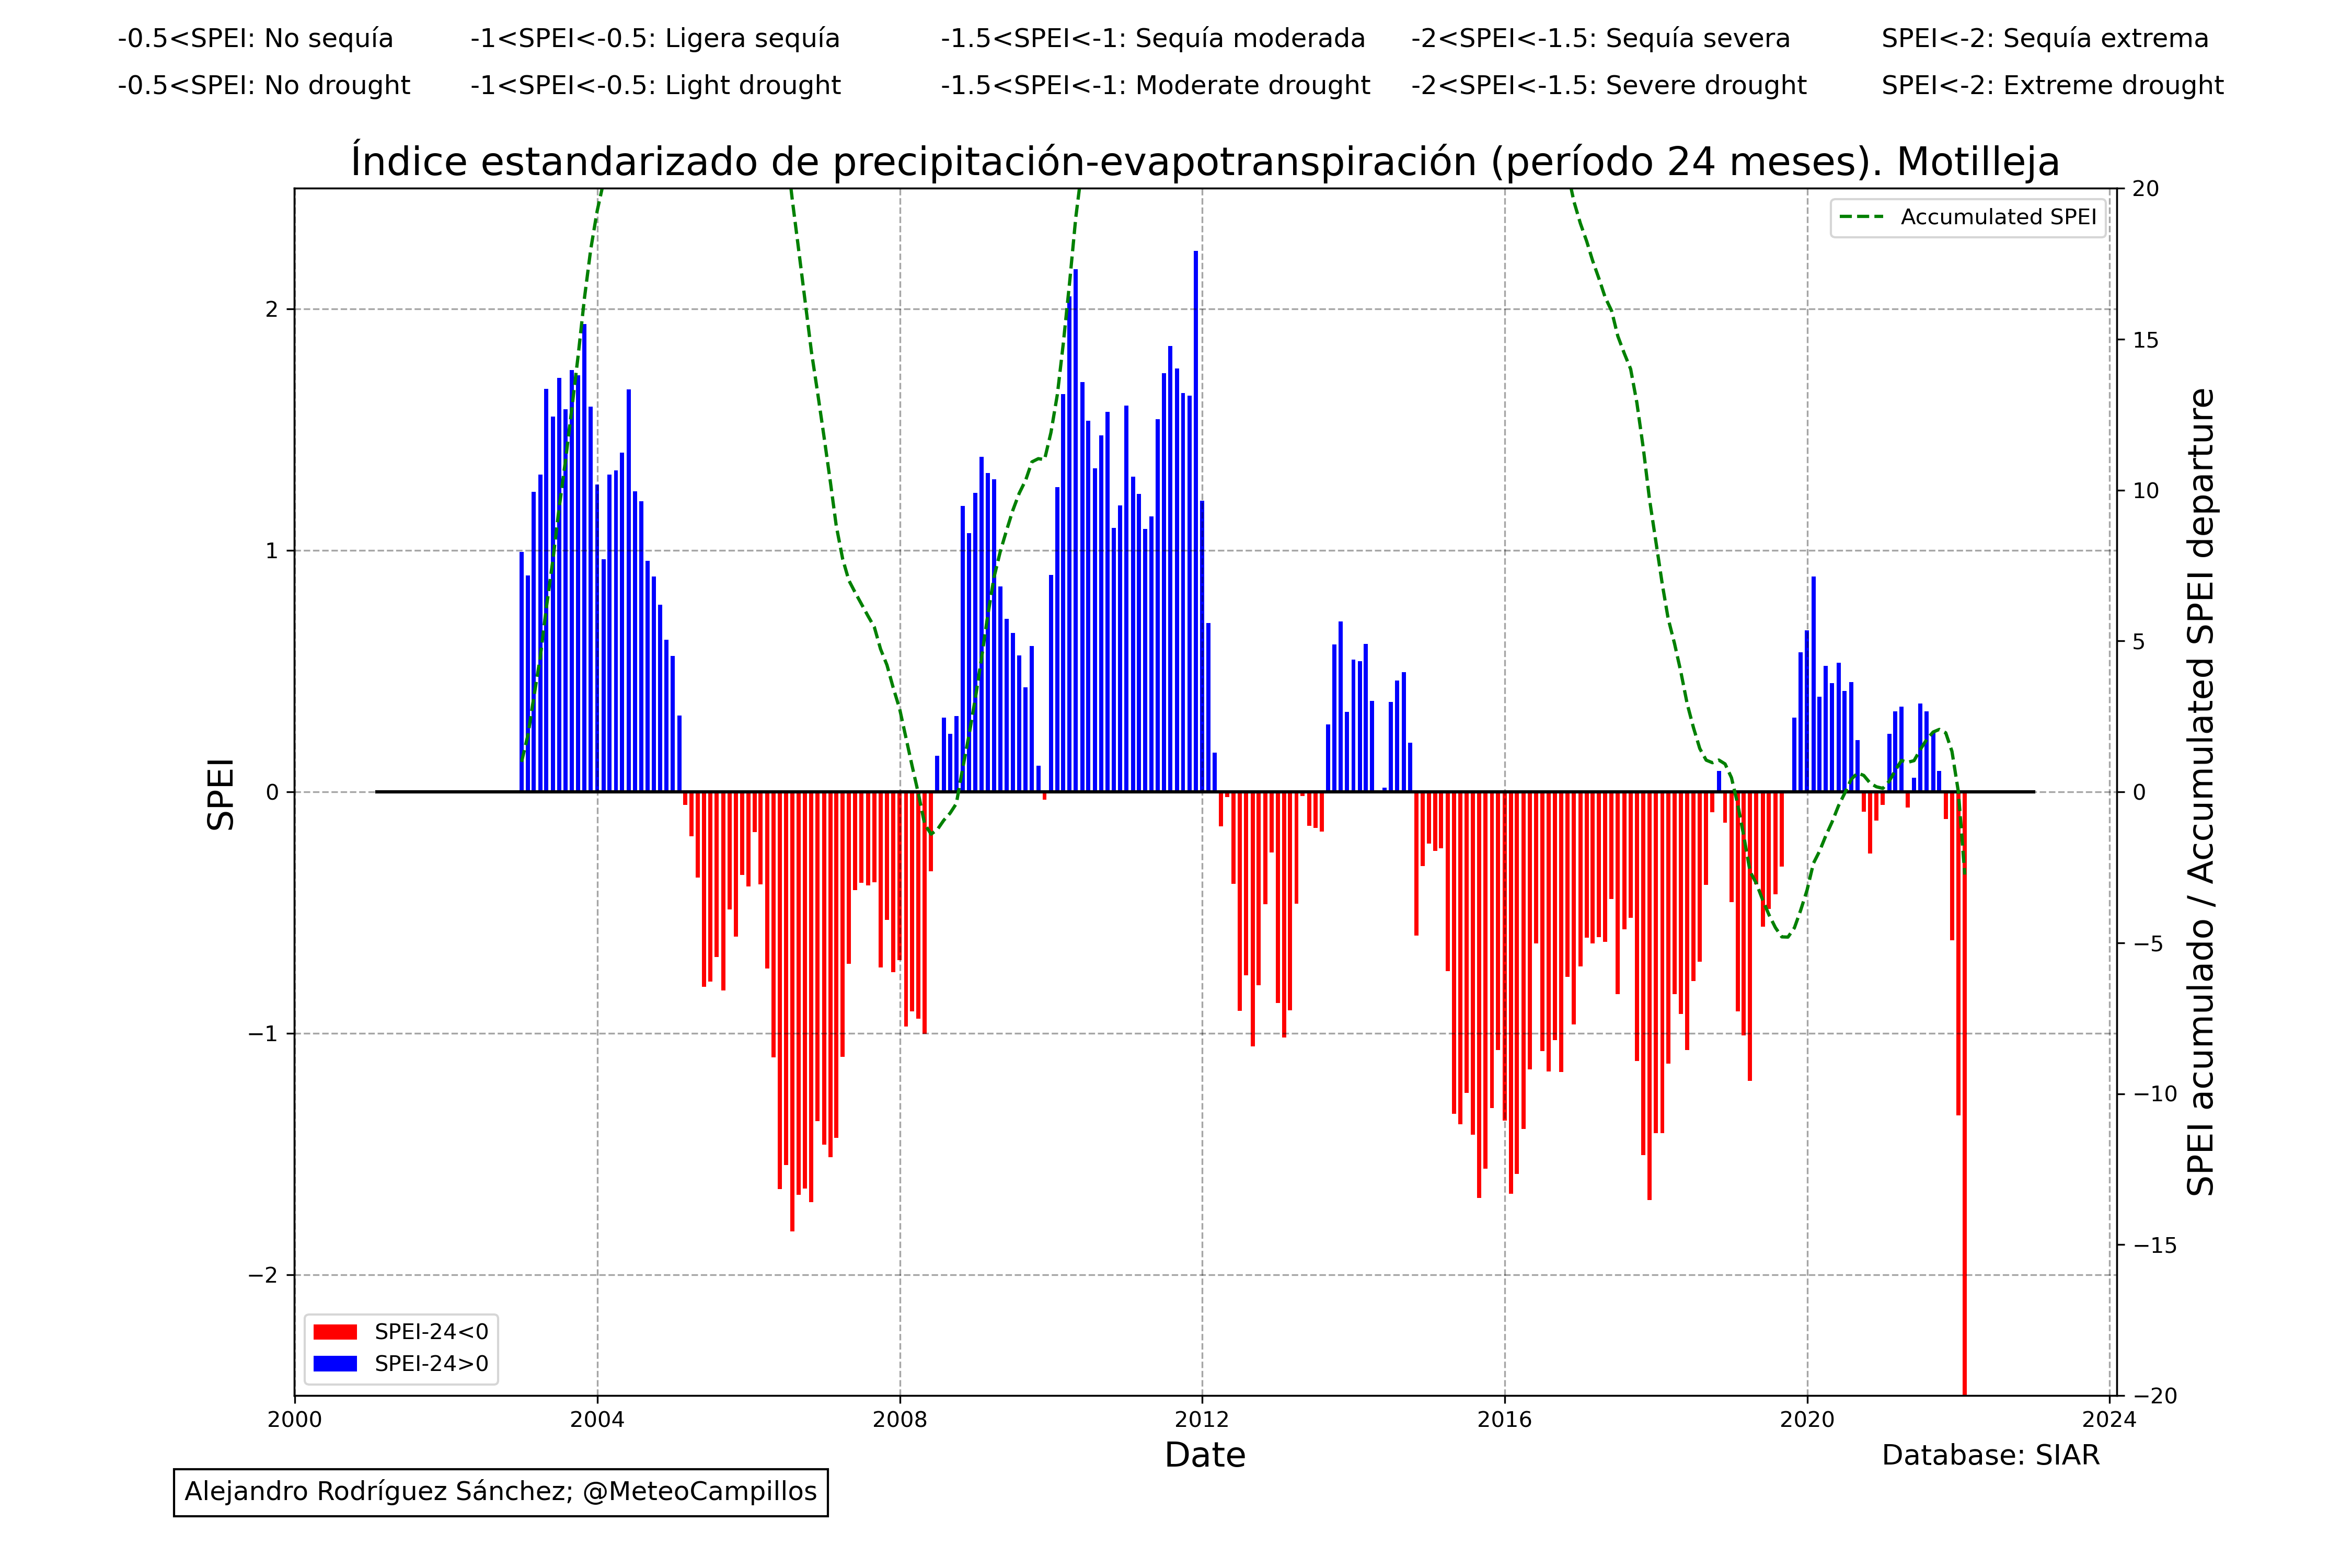 -0.5<SPEI: No sequía -1<SPEI<-0.5: Ligera sequía -1.5<SPEI<-1: Sequía moderada -2<SPEI<-1.5: Sequía severa SPEI<-2: Sequía extrema
-0.5<SPEI: No drought -1<SPEI<-0.5: Light drought -1.5<SPEI<-1: Moderate drought -2<SPEI<-1.5: Severe drought SPEI<-2: Extreme drought
Índice estandarizado de precipitación-evapotranspiración (período 24 meses). Motilleja
Accumulated SPEI
SPEI
2
1
0
−1
−2
20
15
10
5
0
−5
−10
−15
−20
SPEI acumulado / Accumulated SPEI departure
SPEI-24<0
SPEI-24>0
2000 2004 2008 2012 2016 2020 2024
Date
Database: SIAR
Alejandro Rodríguez Sánchez; @MeteoCampillos